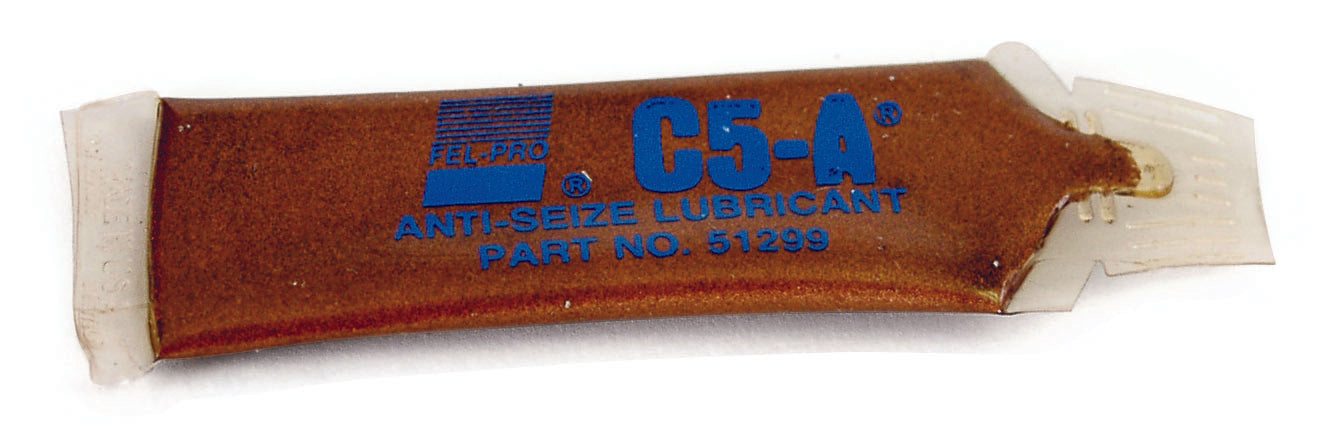 FEL-PRO
®
C5-A®
ANTI-SEIZE LUBRICANT
PART NO. 51299